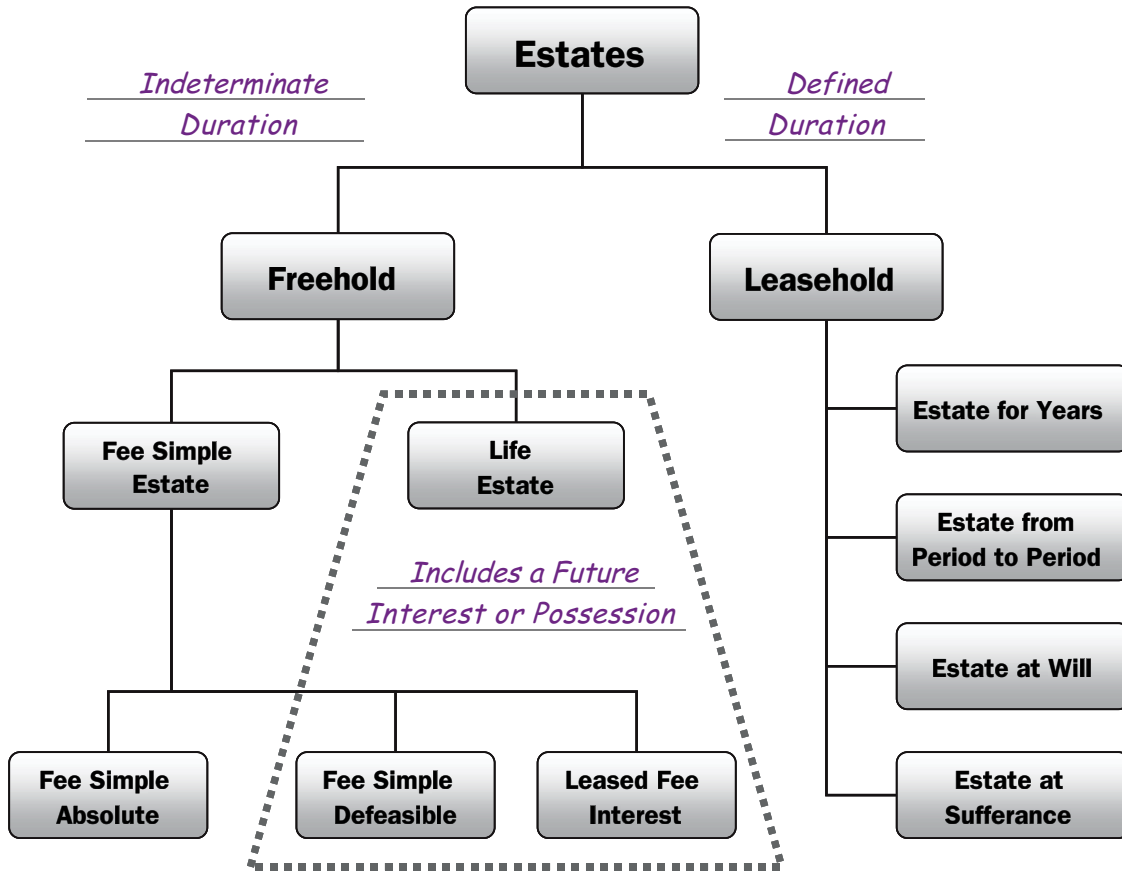 Estates
Indeterminate
Duration
Defined
Duration
Freehold
Leasehold
Fee Simple
Estate
Life
Estate
Estate for Years
Estate from
Period to Period
Includes a Future
Interest or Possession
Estate at Will
Fee Simple
Absolute
Fee Simple
Defeasible
Leased Fee
Interest
Estate at
Sufferance